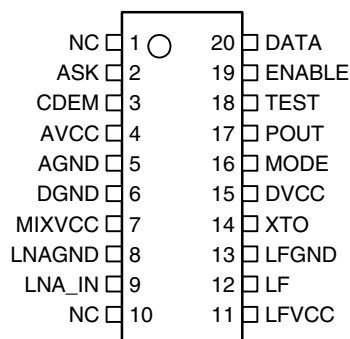 NC 1 20 DATA
ASK 2 19 ENABLE
CDEM 3 18 TEST
AVCC 4 17 POUT
AGND 5 16 MODE
DGND 6 15 DVCC
MIXVCC 7 14 XTO
LNAGND 8 13 LFGND
LNA_IN 9 12 LF
NC 10 11 LFVCC